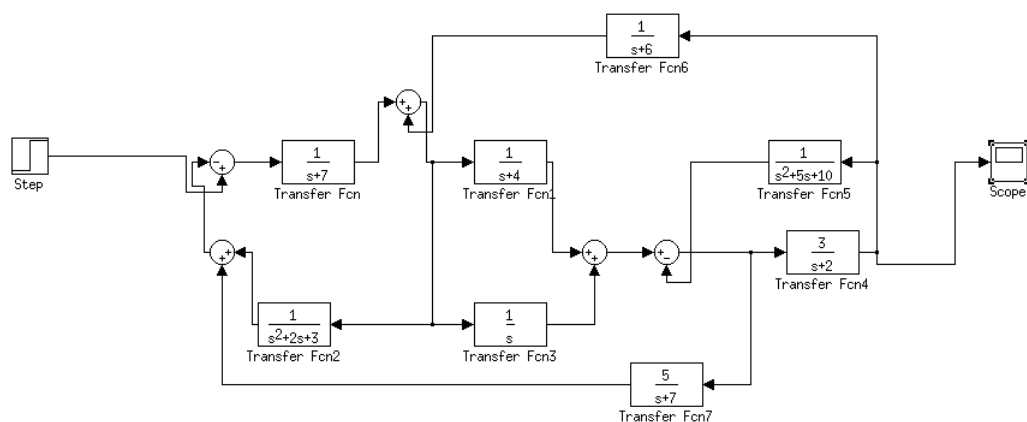 1
s+6
Transfer Fcn6
+
+
Step
-
+
1
s+7
Transfer Fcn
1
s+4
Transfer Fcn1
1
s²+5s+10
Transfer Fcn5
Scope
+
+
+
+
+
-
3
s+2
Transfer Fcn4
1
s²+2s+3
Transfer Fcn2
1
s
Transfer Fcn3
5
s+7
Transfer Fcn7